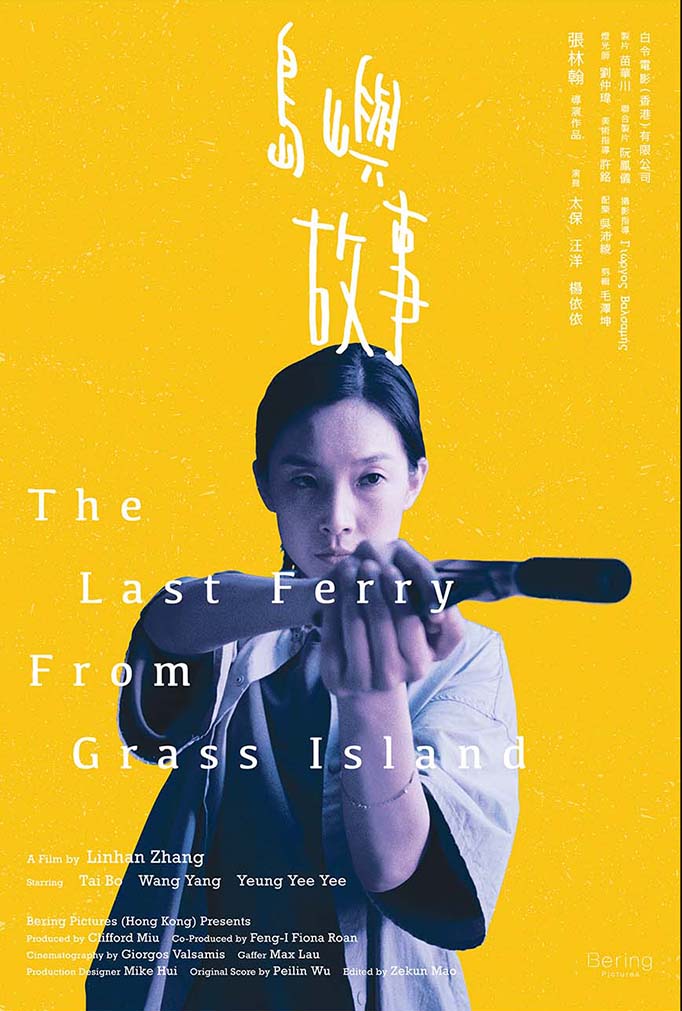 島嶼
故事
白令電影(香港)有限公司
製片 苗華川 聯合製片 阮鳳儀 攝影指導 Γιώργος Βαλσαμής
燈光師 劉仲瑋 美術指導 許銘 配樂 吳沛綾 剪輯 毛澤坤
張林翰 導演作品 演員 太保 汪洋 楊依依
The
Last Ferry
From
Grass Island
A Film by Linhan Zhang
Starring Tai Bo Wang Yang Yeung Yee Yee
Bering Pictures (Hong Kong) Presents
Produced by Clifford Miu Co-Produced by Feng-I Fiona Roan
Cinematography by Giorgos Valsamis Gaffer Max Lau
Production Designer Mike Hui Original Score by Peilin Wu Edited by Zekun Mao
Bering
Pictures